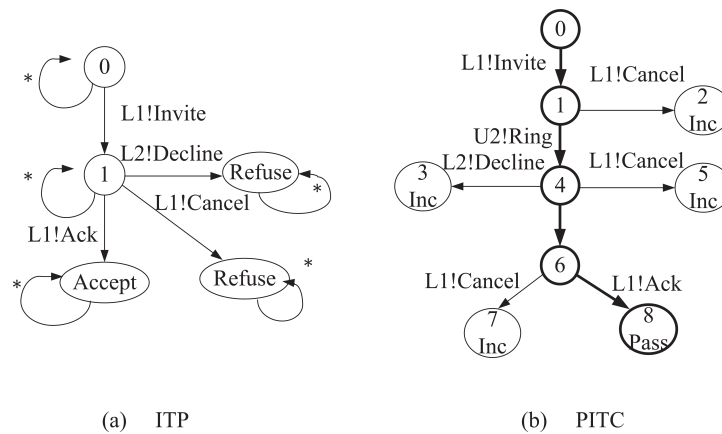 0
*
L1!Invite
1
*
L2!Decline
Refuse
*
L1!Cancel
L1!Ack
*
Accept
Refuse
*
(a) ITP
0
L1!Invite
L1!Cancel
1
2
Inc
U2!Ring
L2!Decline
L1!Cancel
3
Inc
4
5
Inc
6
L1!Cancel
L1!Ack
7
Inc
8
Pass
(b) PITC